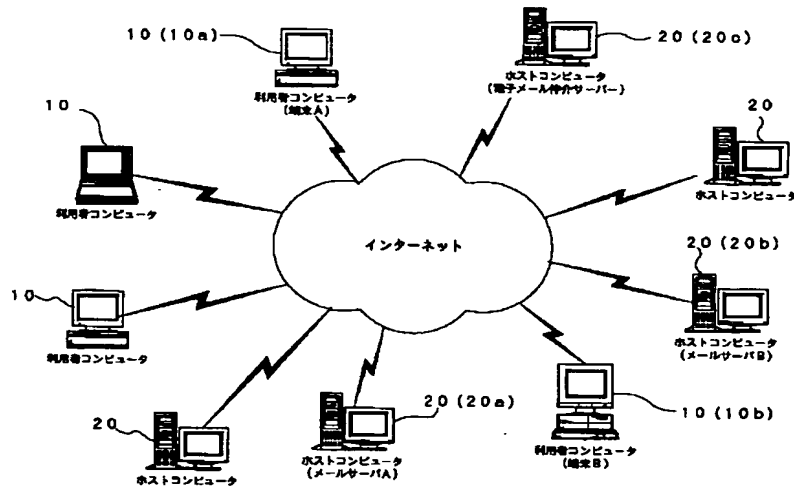 10(10a)
利用者コンピュータ
(端末A)
20(20c)
ホストコンピュータ
(電子メール仲介サーバー)
10
利用者コンピュータ
20
ホストコンピュータ
インターネット
20(20b)
ホストコンピュータ
(メールサーバB)
10
利用者コンピュータ
20
ホストコンピュータ
20(20a)
ホストコンピュータ
(メールサーバA)
10(10b)
利用者コンピュータ
(端末B)